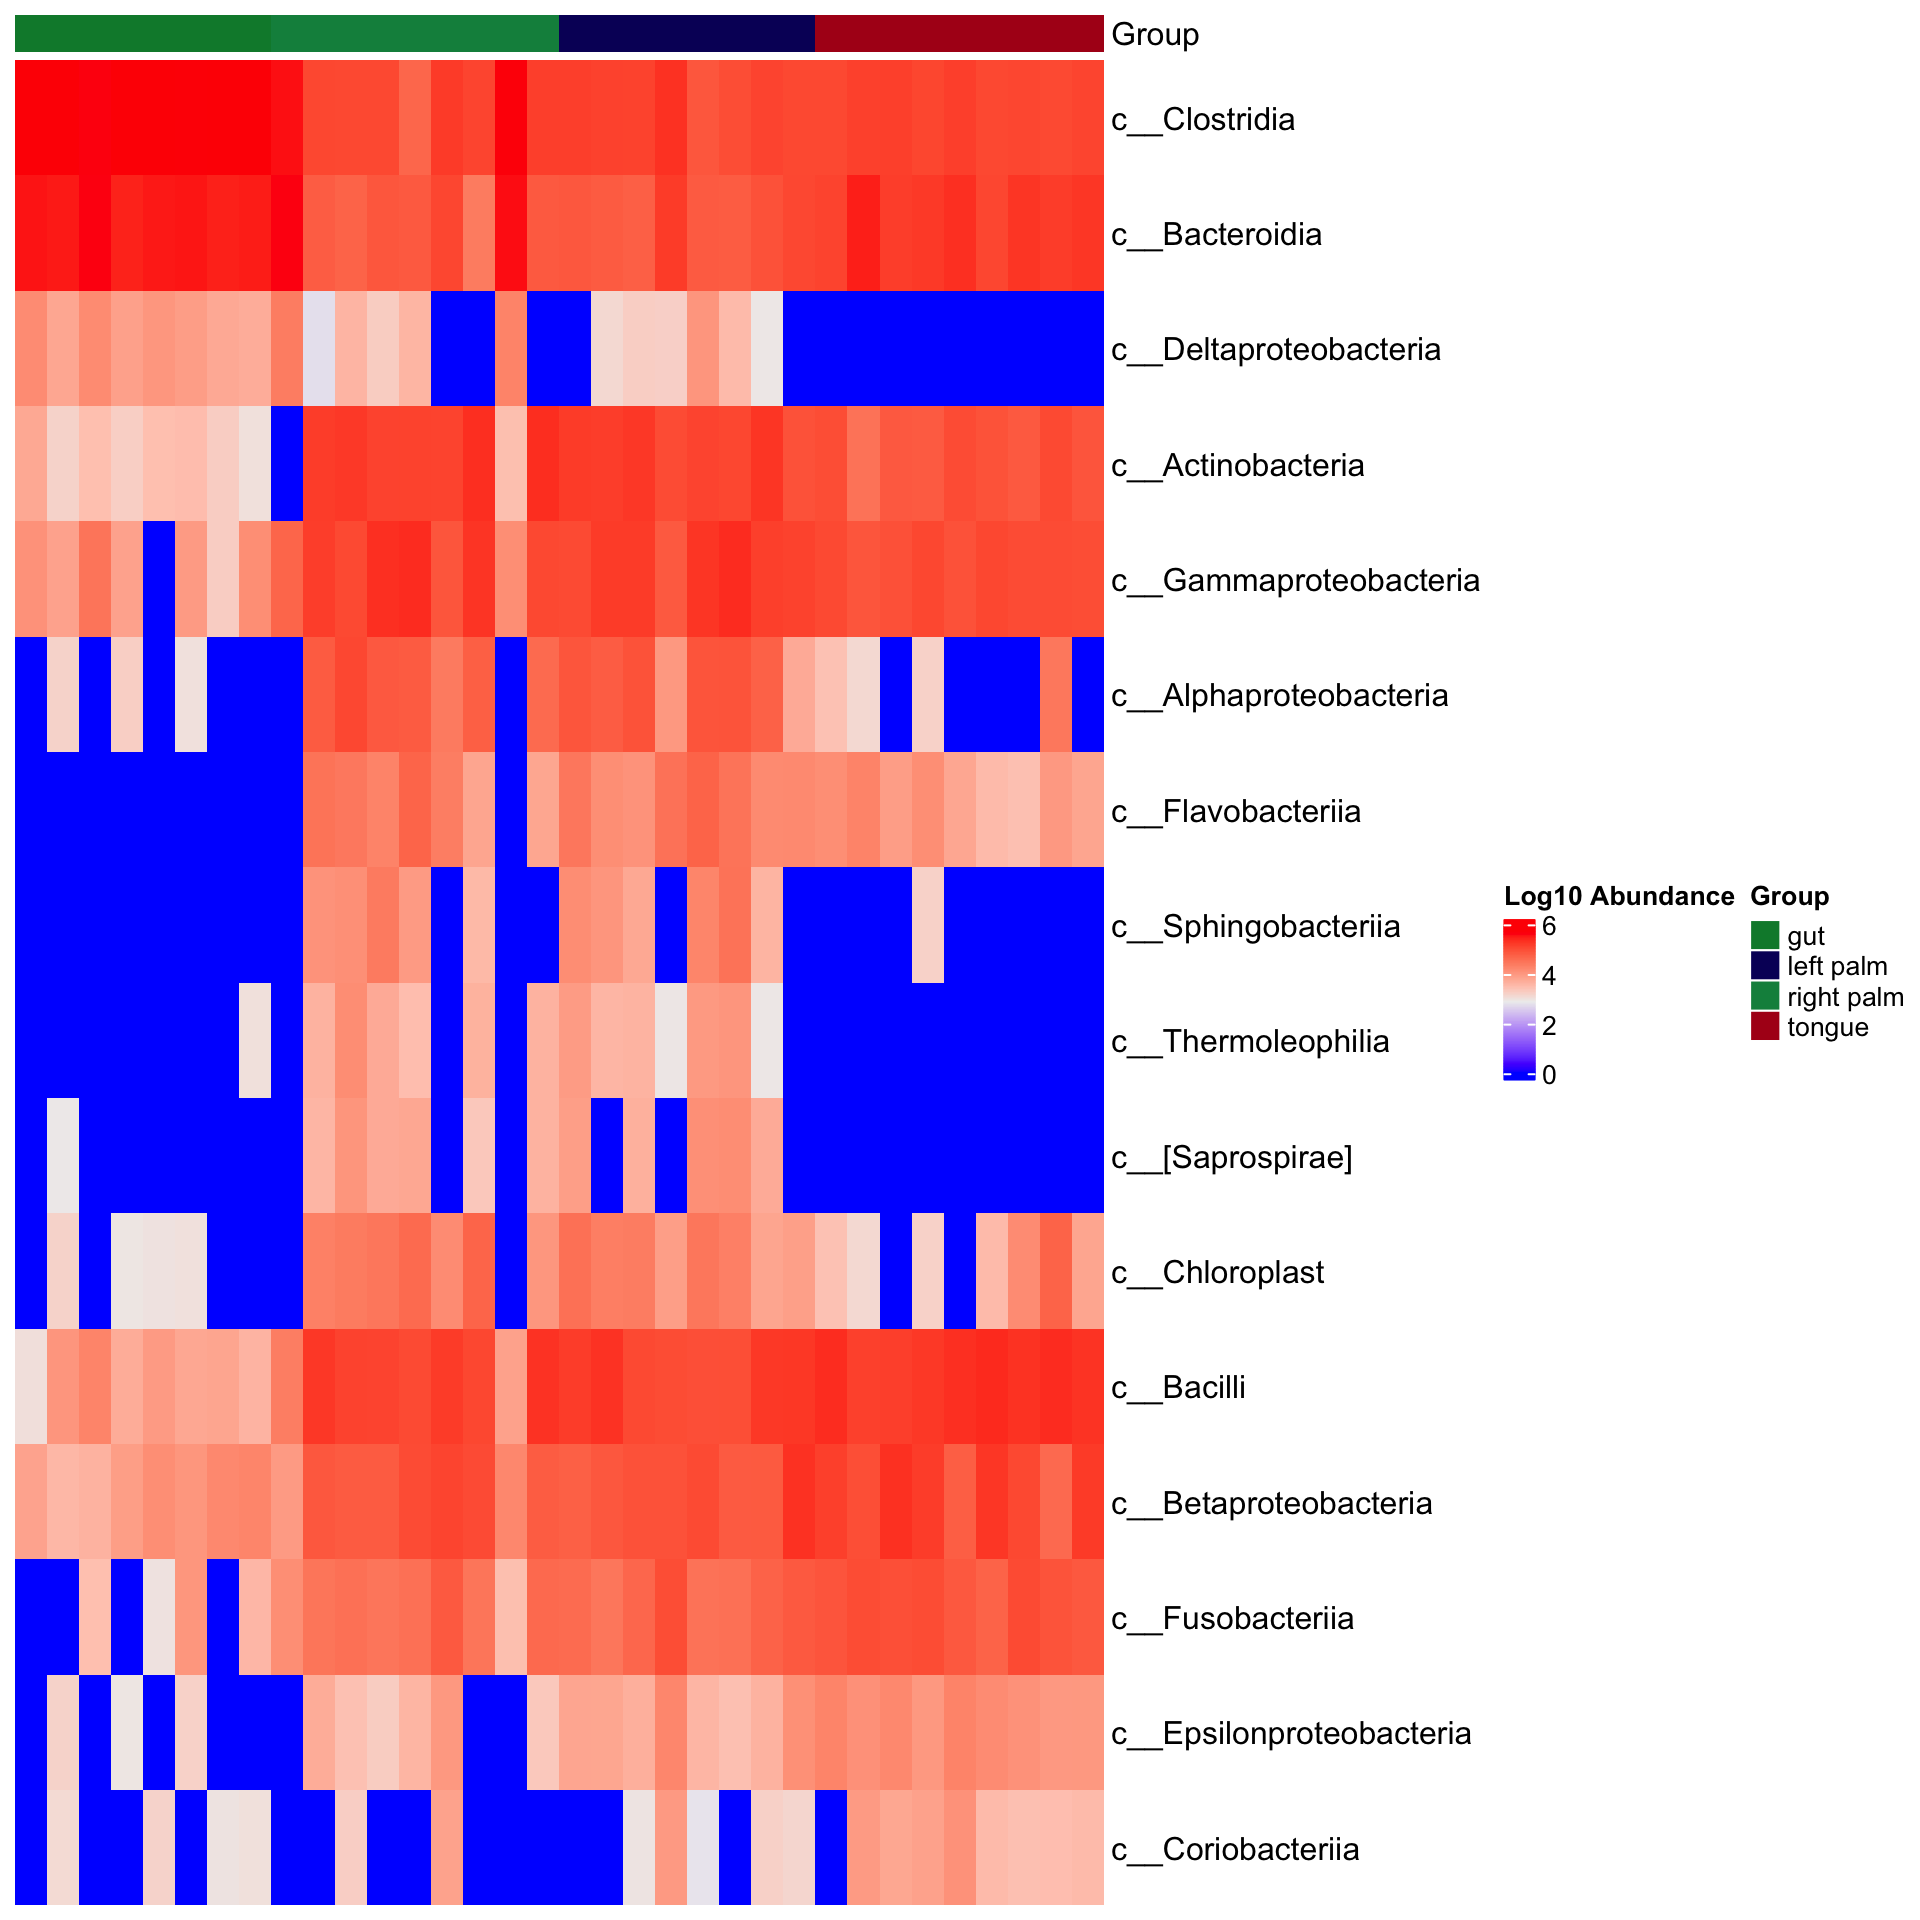 Group
c__Clostridia
c__Bacteroidia
c__Deltaproteobacteria
c__Actinobacteria
c__Gammaproteobacteria
c__Alphaproteobacteria
c__Flavobacteriia
c__Sphingobacteriia
c__Thermoleophilia
c__[Saprospirae]
c__Chloroplast
c__Bacilli
c__Betaproteobacteria
c__Fusobacteriia
c__Epsilonproteobacteria
c__Coriobacteriia
Log10 Abundance
6
4
2
0
Group
gut
left palm
right palm
tongue